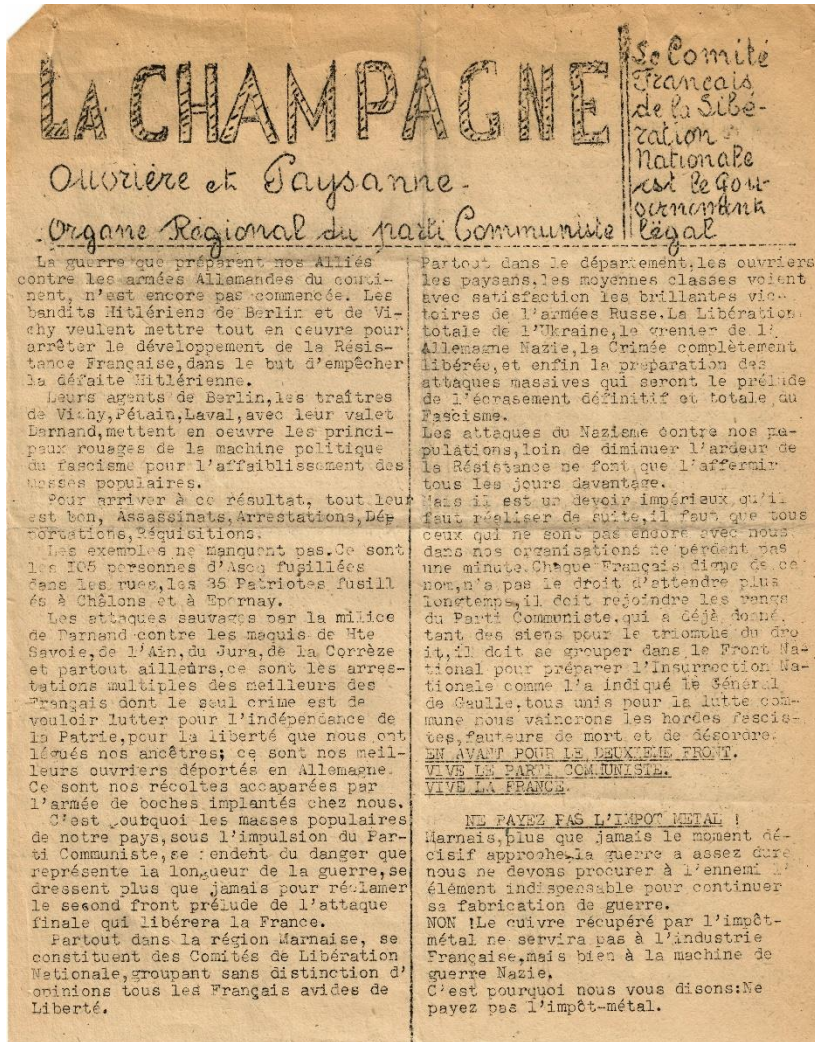 LA CHAMPAGNE
Ouvrière et Paysanne-
Organe Régional du parti Communiste
Le Comité
Francais
de la Libé-
ration
Nationale
est le Gou-
vernement
légal
La guerre que préparent nos Alliés
contre les armées Allemandes du conti-
nent, n'est encore pas commencée. Les
bandits Hitlériens de Berlin et de Vi-
chy veulent mettre tout en œuvre pour
arrêter le développement de la Résis-
tance Française,dans le but d'empêcher
la défaite Hitlérienne.
Leurs agents de Berlin,les traîtres
de Vichy,Pétain,Laval,avec leur valet
Darnand,mettent en oeuvre les princi-
paux rouages de la machine politique
du fascisme pour l'affaiblissement des
masses populaires.
Pour arriver à ce résultat, tout leur
est bon, Assassinats,Arrestations,Dép
ortations,Réquisitions.
Les exemples ne manquent pas.Ce sont
les I05 personnes d'Ascq fusillées
dans les rues,les 35 Patriotes fusill
és à Châlons et à Epernay.
Les attaques sauvages par la milice
de Darnand contre les maquis de Hte
Savoie,de l'Ain,du Jura,de la Corrèze
et partout ailleurs,ce sont les arres-
tations multiples des meilleurs des
Français dont le seul crime est de
vouloir lutter pour l'indépendance de
la Patrie,pour la liberté que nous ont
légués nos ancêtres; ce sont nos meil-
leurs ouvriers déportés en Allemagne.
Ce sont nos récoltes accaparées par
l'armée de boches implantés chez nous.
C'est pourquoi les masses populaires
de notre pays,sous l'impulsion du Par-
ti Communiste,se rendent du danger que
représente la longueur de la guerre,se
dressent plus que jamais pour réclamer
le second front prélude de l'attaque
finale qui libérera la France.
Partout dans la région Marnaise, se
constituent des Comités de Libération
Nationale,groupant sans distinction d'
opinions tous les Français avides de
Liberté.
Partout dans le département,les ouvriers
les paysans,les moyennes classes voient
avec satisfaction les brillantes vic-
toires de l'armées Russe.La Libération
totale de l'Ukraine,le grenier de l'
Allemagne Nazie,la Crimée complètement
libérée,et enfin la préparation des
attaques massives qui seront le prélude
de l'écrasement définitif et totale du
Fascisme.
Les attaques du Nazisme contre nos po-
pulations,loin de diminuer l'ardeur de
la Résistance ne font que l'affermir
tous les jours davantage.
Mais il est un devoir impérieux qu'il
faut réaliser de suite,il faut que tous
ceux qui ne sont pas encore avec nous
dans nos organisations ne perdent pas
une minute.Chaque Français digne de ce
nom,n'a pas le droit d'attendre plus
longtemps,il doit rejoindre les rangs
du Parti Communiste,qui a déjà donné
tant des siens pour le triomphe du dro
it,il doit se grouper dans le Front Na-
tional pour préparer l'Insurrection Na-
tionale comme l'a indiqué le Général
de Gaulle,tous unis pour la lutte com-
mune nous vaincrons les hordes fascis-
tes,fauteurs de mort et de désordre.
EN AVANT POUR LE DEUXIEME FRONT.
VIVE LE PARTI COMMUNISTE.
VIVE LA FRANCE.
NE PAYEZ PAS L'IMPOT METAL !
Marnais,plus que jamais le moment dé-
cisif approche,la guerre a assez duré
nous ne devons procurer à l'ennemi l'
élément indispensable pour continuer
sa fabrication de guerre.
NON !Le cuivre récupéré par l'impôt-
métal ne servira pas à l'industrie
Française,mais bien à la machine de
guerre Nazie.
C'est pourquoi nous vous disons:Ne
payez pas l'impôt-métal.